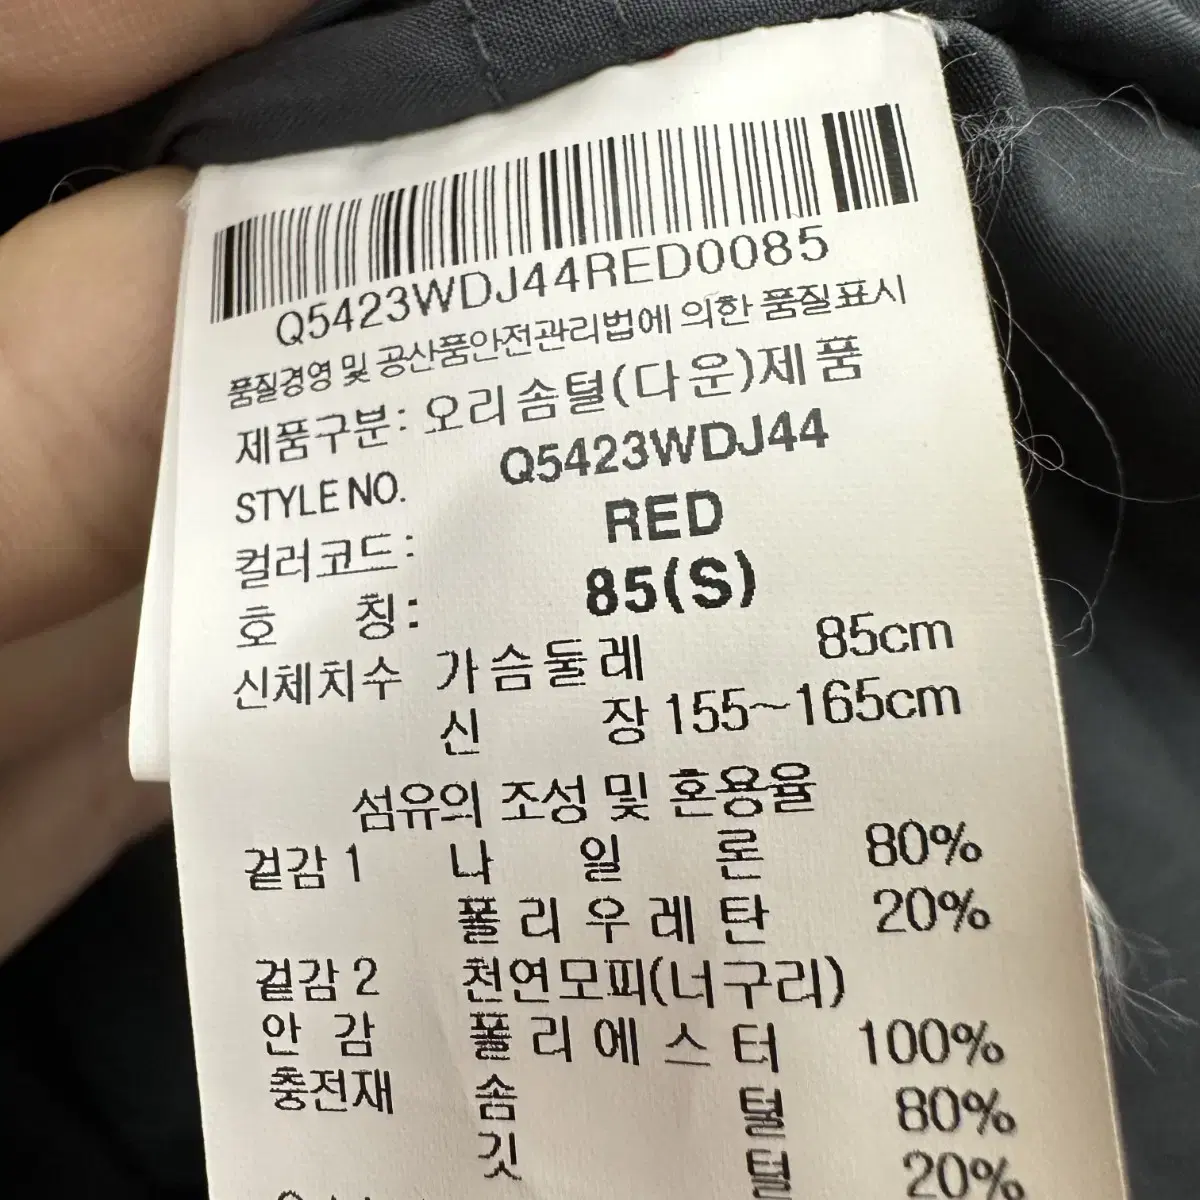 Q5423WDJ44RED0085
품질경영 및 공산품안전관리법에 의한 품질표시
제품구분: 오리솜털(다운)제품
STYLE NO. Q5423WDJ44
컬러코드: RED
호 칭: 85(S)
신체치수 가슴둘레 85cm
신 장 155~165cm
섬유의 조성 및 혼용율
겉감 1 나 일 론 80%
폴리우레탄 20%
겉감 2 천연모피(너구리)
안 감 폴리에스터 100%
충전재 솜 털 80%
깃 털 20%